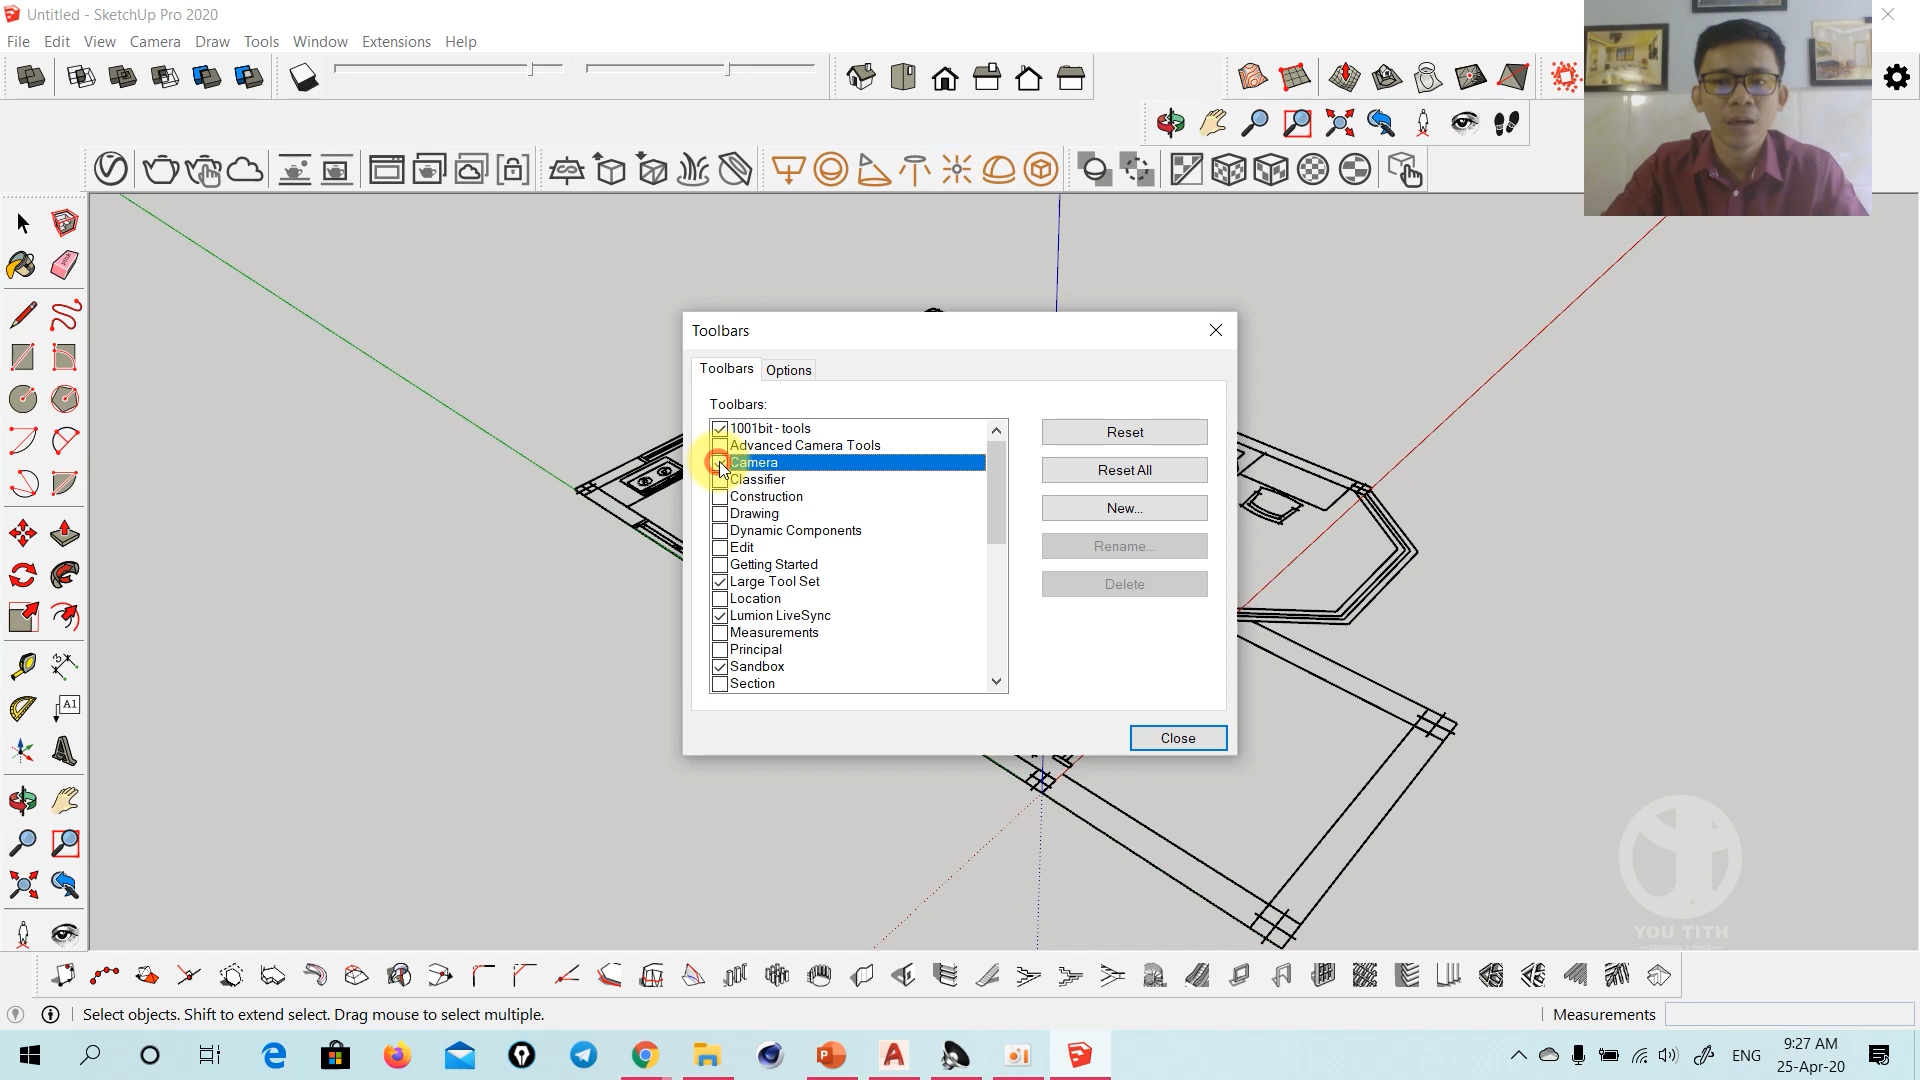 Untitled - SketchUp Pro 2020
File Edit View Camera Draw Tools Window Extensions Help
Toolbars
Toolbars Options
Toolbars:
1001bit - tools
Advanced Camera Tools
Camera
Classifier
Construction
Drawing
Dynamic Components
Edit
Getting Started
Large Tool Set
Location
Lumion LiveSync
Measurements
Principal
Sandbox
Section
Reset
Reset All
New...
Rename...
Delete
Close
A1
YOU TITH
Select objects. Shift to extend select. Drag mouse to select multiple.
Measurements
ENG
9:27 AM
25-Apr-20